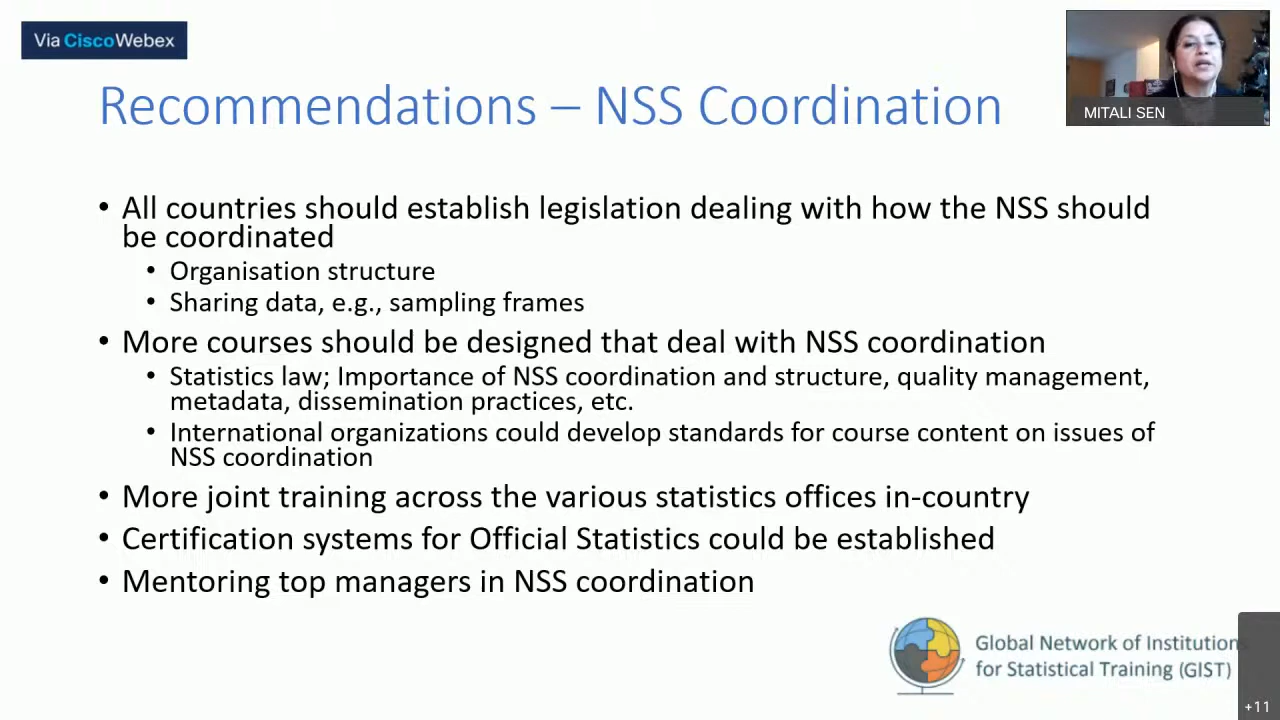 Via CiscoWebex
MITALI SEN
Recommendations – NSS Coordination
• All countries should establish legislation dealing with how the NSS should
be coordinated
• Organisation structure
• Sharing data, e.g., sampling frames
• More courses should be designed that deal with NSS coordination
• Statistics law; Importance of NSS coordination and structure, quality management,
metadata, dissemination practices, etc.
• International organizations could develop standards for course content on issues of
NSS coordination
• More joint training across the various statistics offices in-country
• Certification systems for Official Statistics could be established
• Mentoring top managers in NSS coordination
Global Network of Institutions
for Statistical Training (GIST)
+11